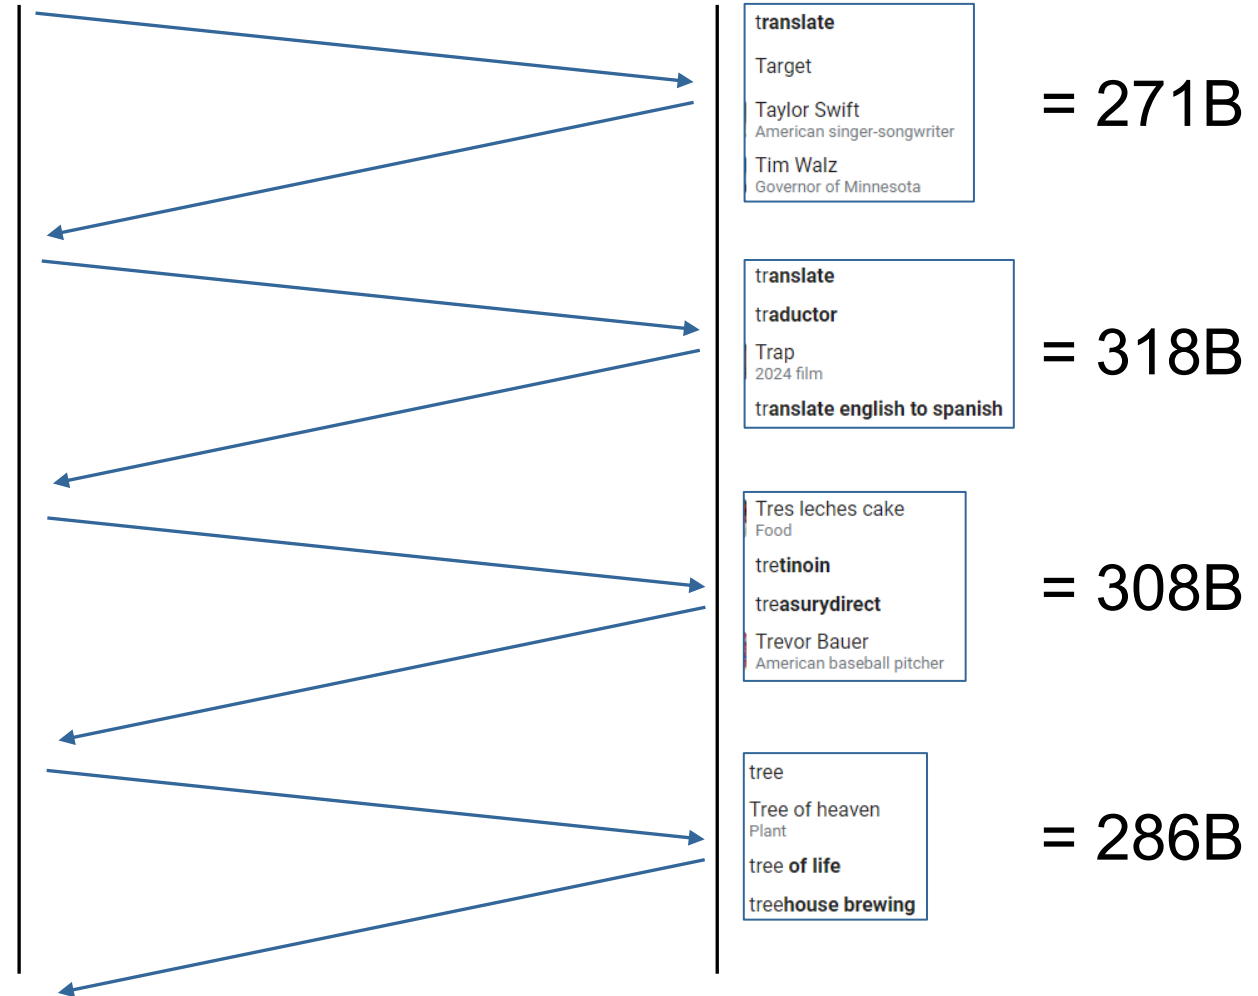 translate
Target
Taylor Swift
American singer-songwriter
Tim Walz
Governor of Minnesota
= 271B
translate
traductor
Trap
2024 film
translate english to spanish
= 318B
Tres leches cake
Food
tretinoin
treasurydirect
Trevor Bauer
American baseball pitcher
= 308B
tree
Tree of heaven
Plant
tree of life
treehouse brewing
= 286B